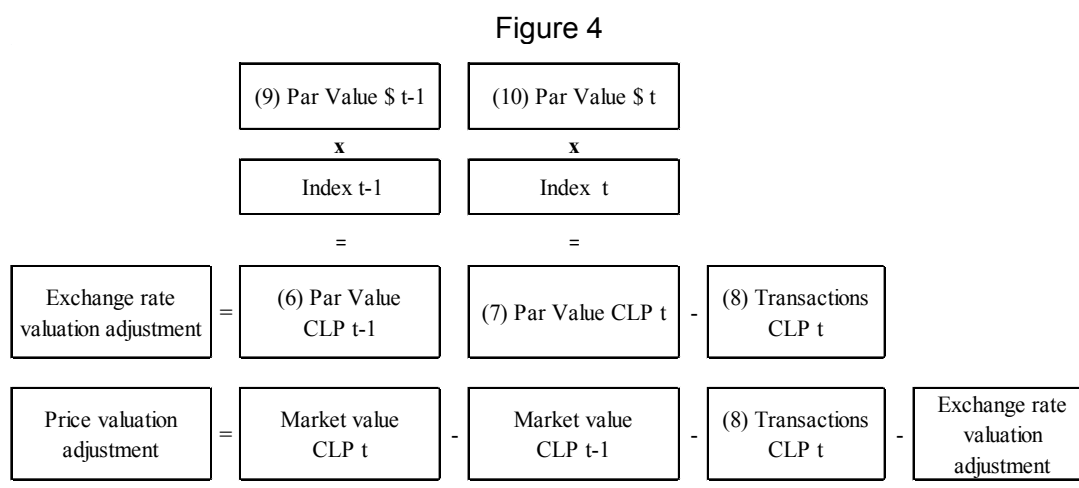 Figure 4
(9) Par Value $ t-1
(10) Par Value $ t
x
x
Index t-1
Index t
=
=
Exchange rate
valuation adjustment
=
(6) Par Value
CLP t-1
(7) Par Value CLP t
-
(8) Transactions
CLP t
Price valuation
adjustment
=
Market value
CLP t
-
Market value
CLP t-1
-
(8) Transactions
CLP t
-
Exchange rate
valuation
adjustment